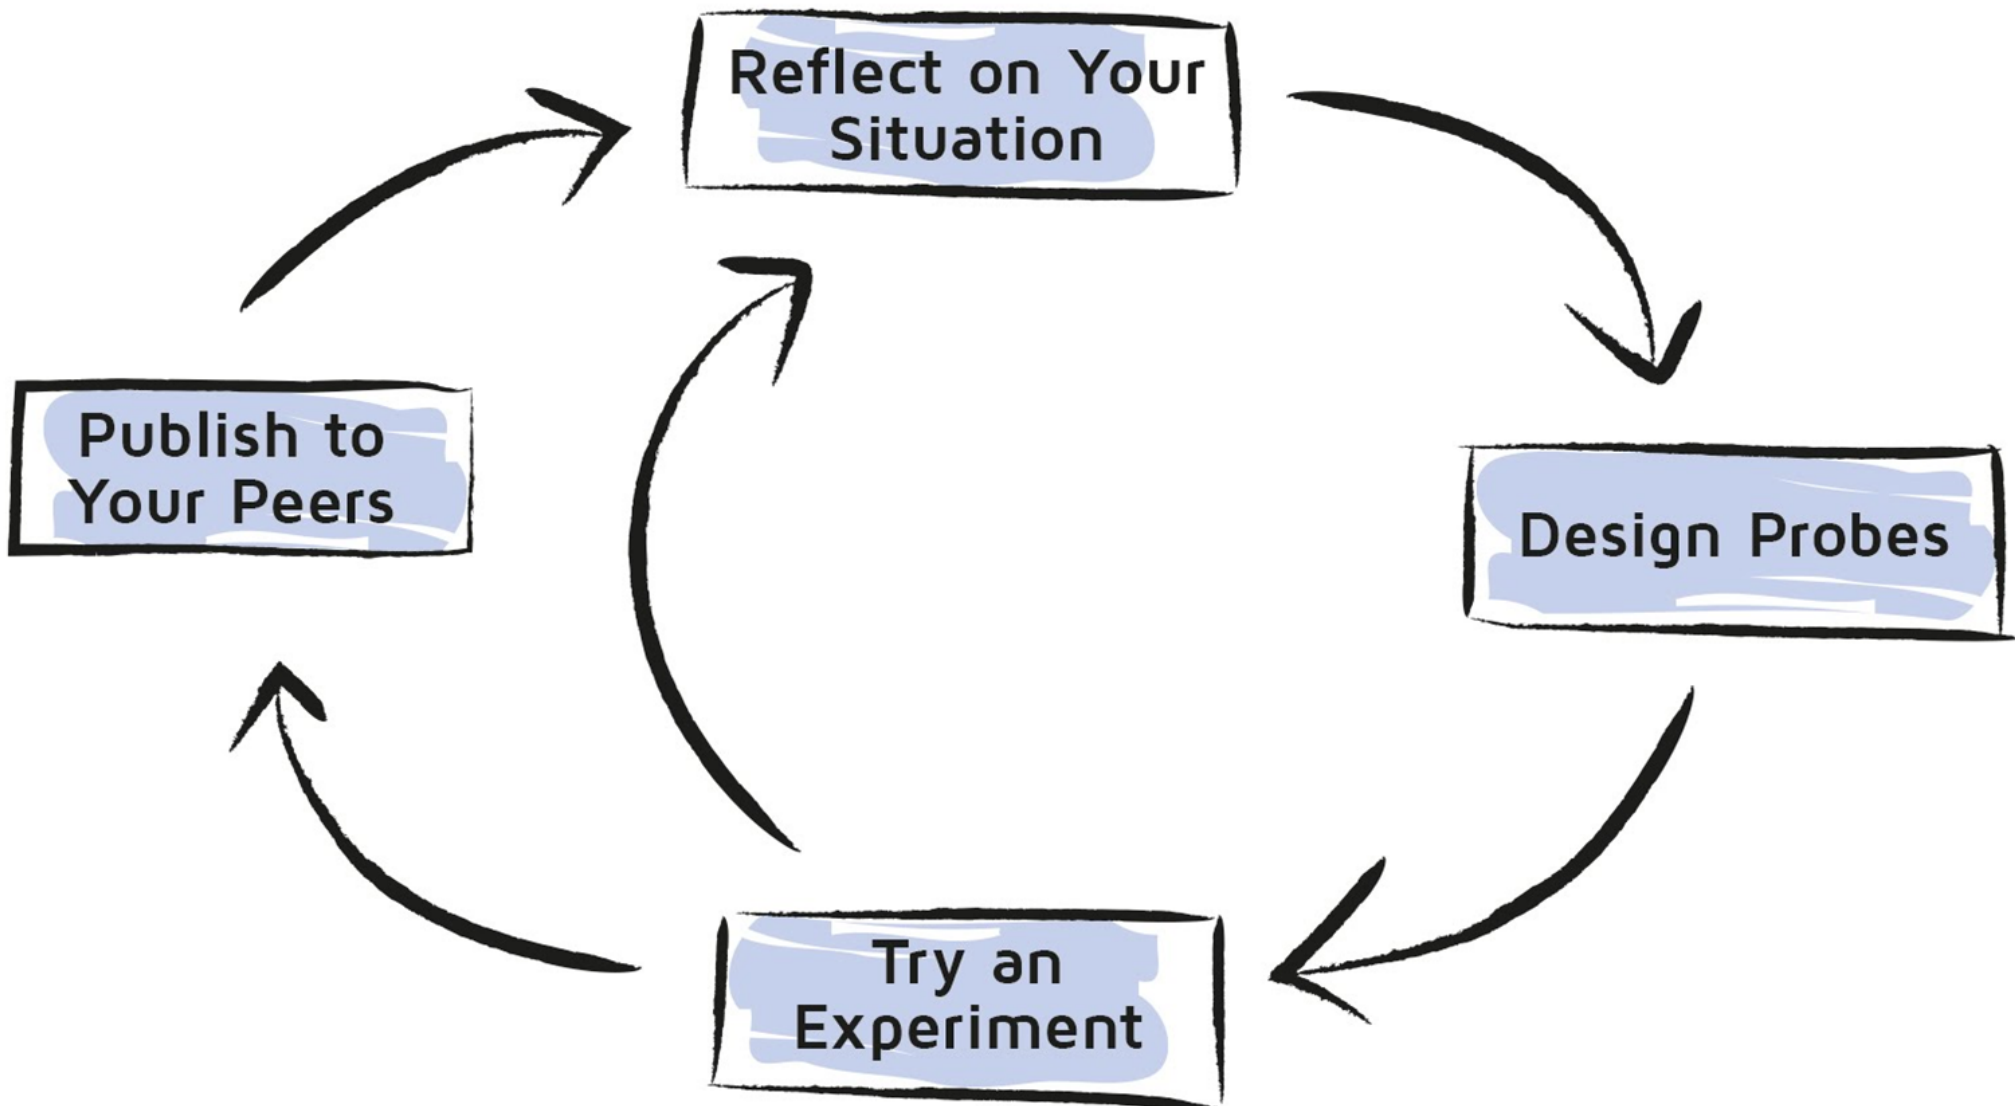 Reflect on Your
Situation
Publish to
Your Peers
Design Probes
Try an
Experiment